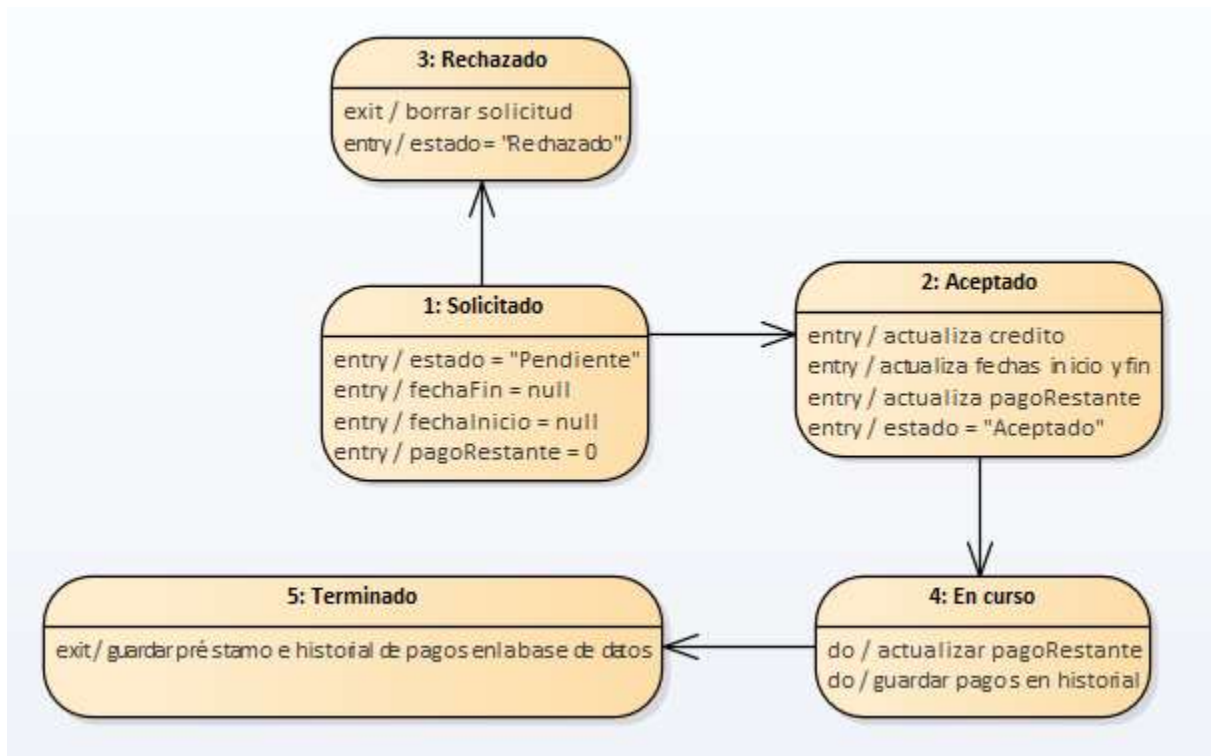 3: Rechazado
exit / borrar solicitud
entry / estado = "Rechazado"
1: Solicitado
entry / estado = "Pendiente"
entry / fechaFin = null
entry / fechaInicio = null
entry / pagoRestante = 0
2: Aceptado
entry / actualiza credito
entry / actualiza fechas inicio y fin
entry / actualiza pagoRestante
entry / estado = "Aceptado"
5: Terminado
exit / guardar préstamo e historial de pagos en la base de datos
4: En curso
do / actualizar pagoRestante
do / guardar pagos en historial